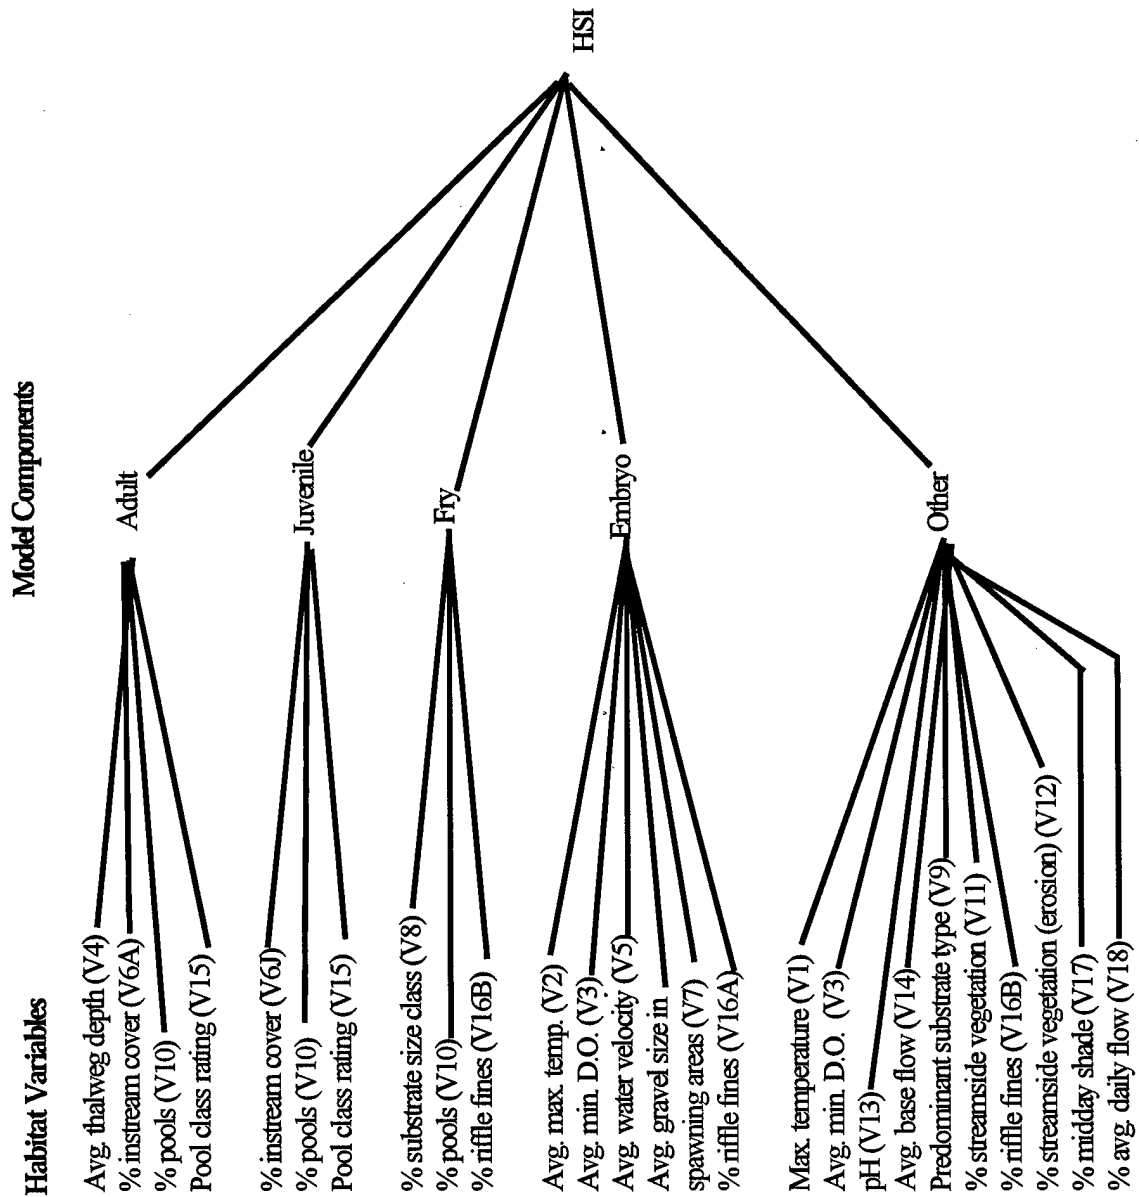 Habitat Variables
Model Components
Avg. thalweg depth (V4)
% instream cover (V6A)
% pools (V10)
Pool class rating (V15)
Adult
% instream cover (V6J)
% pools (V10)
Pool class rating (V15)
Juvenile
% substrate size class (V8)
% pools (V10)
% riffle fines (V16B)
Fry
Avg. max. temp. (V2)
Avg. min. D.O. (V3)
Avg. water velocity (V5)
Avg. gravel size in
spawning areas (V7)
% riffle fines (V16A)
Embryo
Max. temperature (V1)
Avg. min. D.O. (V3)
pH (V13)
Avg. base flow (V14)
Predominant substrate type (V9)
% streamside vegetation (V11)
% riffle fines (V16B)
% streamside vegetation (erosion) (V12)
% midday shade (V17)
% avg. daily flow (V18)
Other
HSI